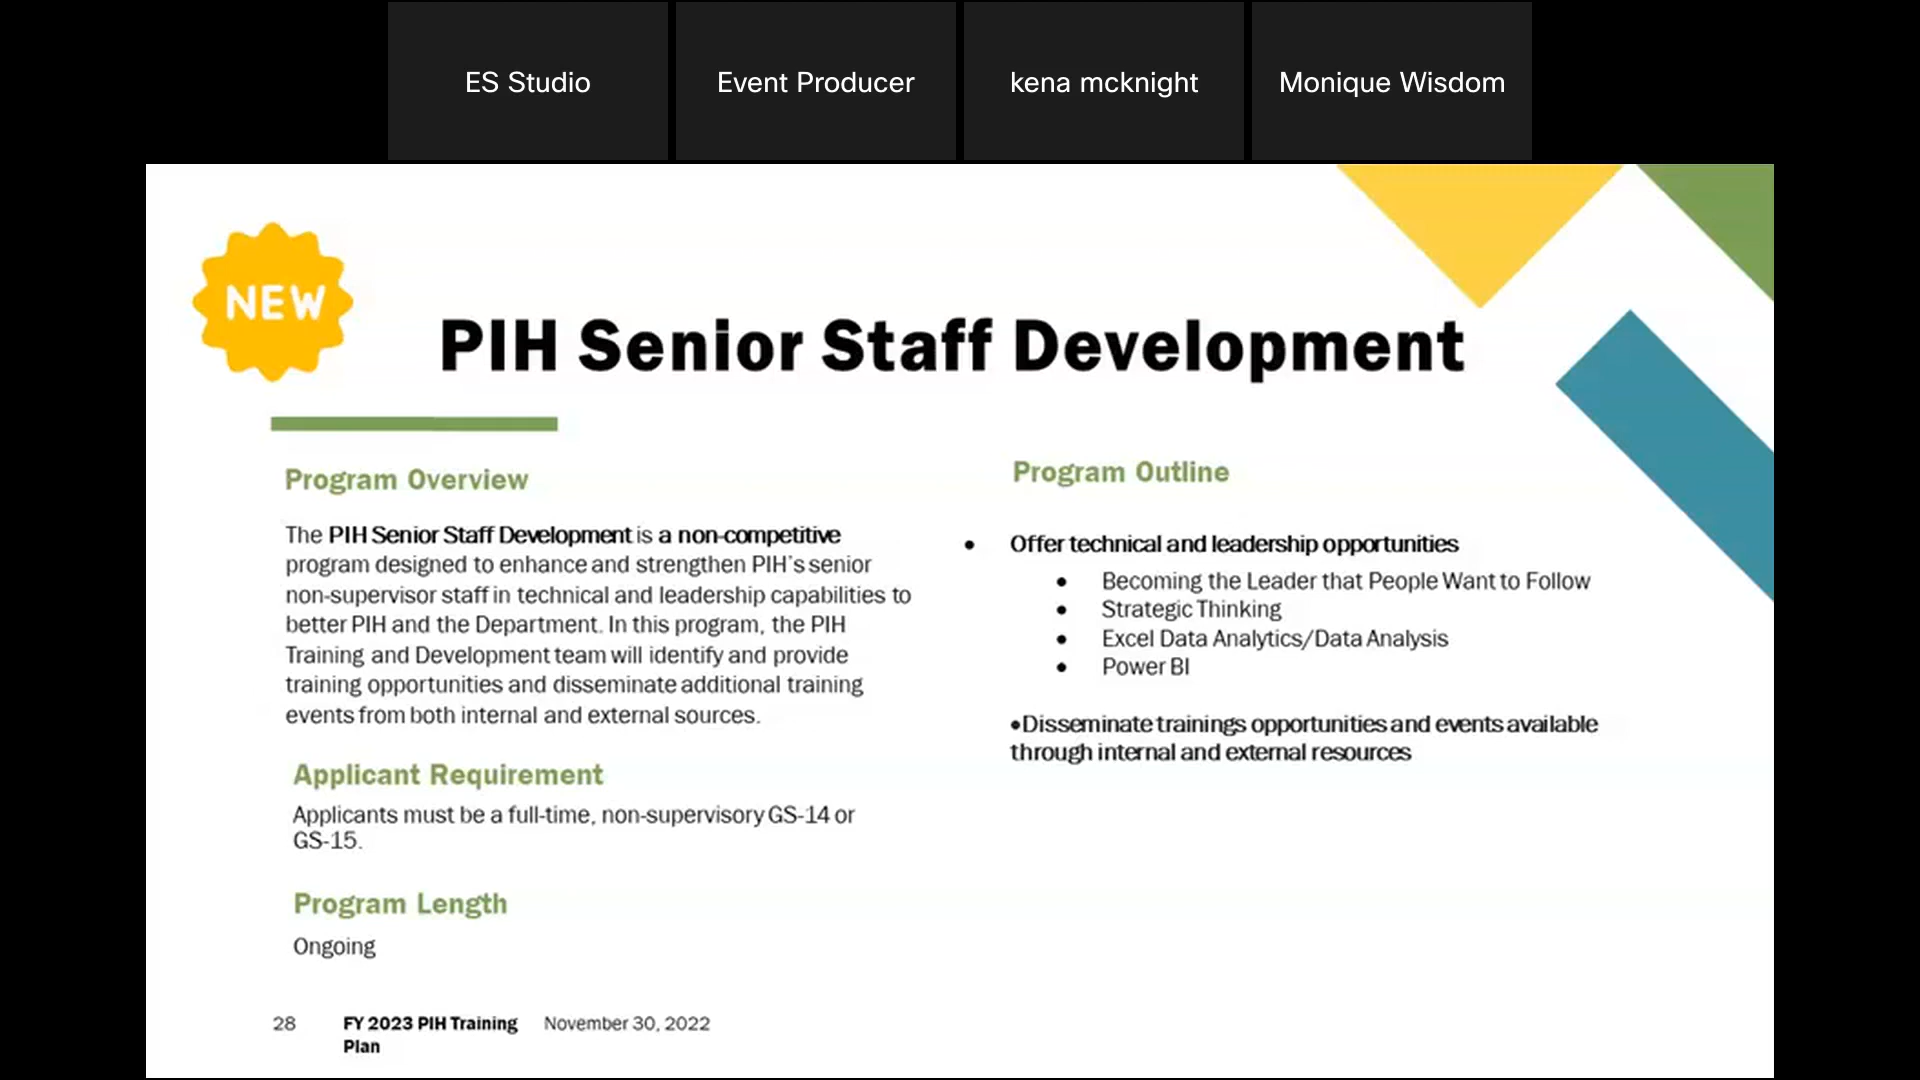 ES Studio
Event Producer
kena mcknight
Monique Wisdom
NEW
PIH Senior Staff Development
Program Overview
The PIH Senior Staff Development is a non-competitive
program designed to enhance and strengthen PIH's senior
non-supervisor staff in technical and leadership capabilities to
better PIH and the Department. In this program, the PIH
Training and Development team will identify and provide
training opportunities and disseminate additional training
events from both internal and external sources.
Applicant Requirement
Applicants must be a full-time, non-supervisory GS-14 or
GS-15.
Program Length
Ongoing
Program Outline
• Offer technical and leadership opportunities
• Becoming the Leader that People Want to Follow
• Strategic Thinking
• Excel Data Analytics/Data Analysis
• Power BI
•Disseminate trainings opportunities and events available
through internal and external resources
28
FY 2023 PIH Training
Plan
November 30, 2022